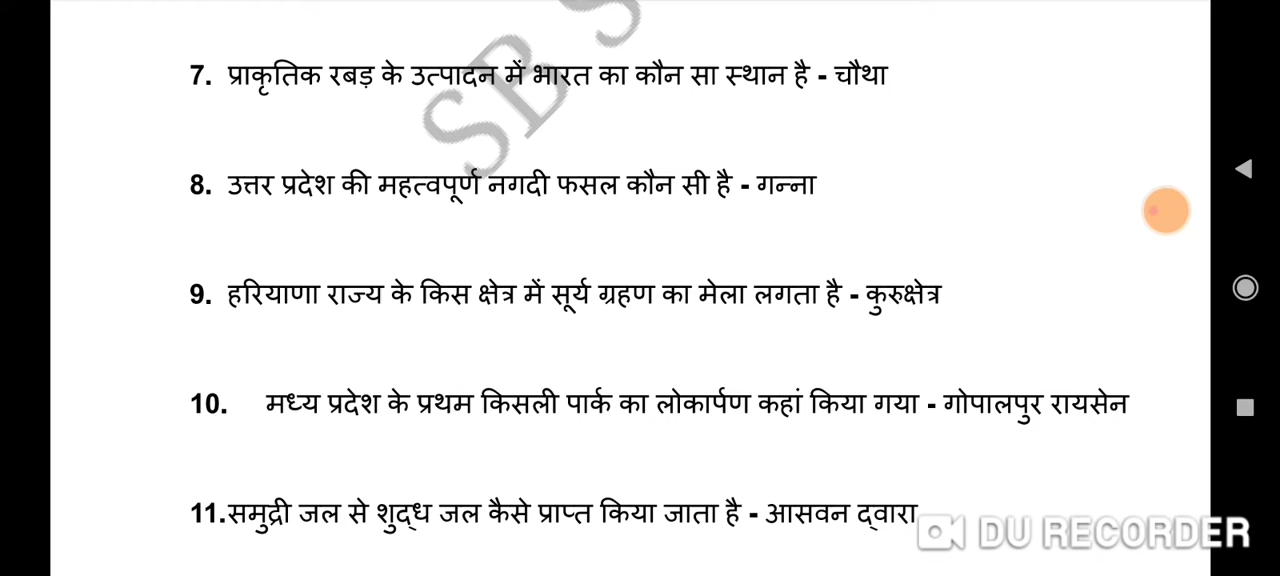 SB S
7. प्राकृतिक रबड़ के उत्पादन में भारत का कौन सा स्थान है - चौथा
8. उत्तर प्रदेश की महत्वपूर्ण नगदी फसल कौन सी है - गन्ना
9. हरियाणा राज्य के किस क्षेत्र में सूर्य ग्रहण का मेला लगता है - कुरुक्षेत्र
10. मध्य प्रदेश के प्रथम किसली पार्क का लोकार्पण कहां किया गया - गोपालपुर रायसेन
11.समुद्री जल से शुद्ध जल कैसे प्राप्त किया जाता है - आसवन द्वारा
DU RECORDER